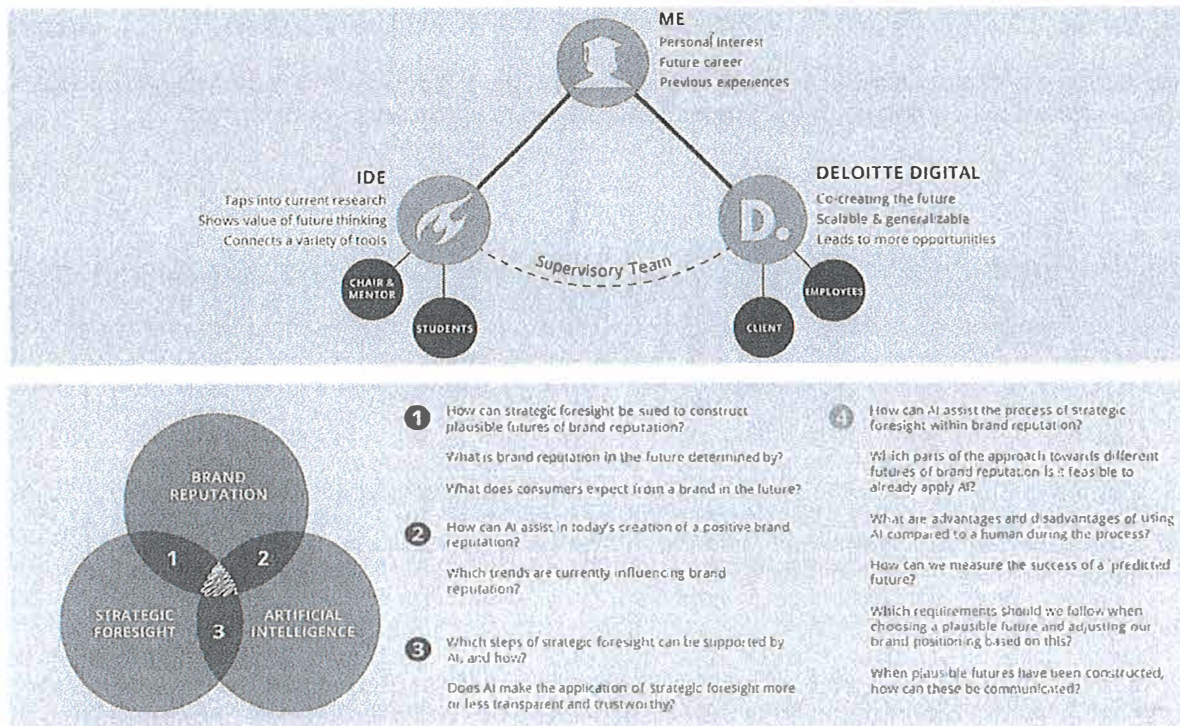 ME
Personal interest
Future career
Previous experiences
IDE
Taps into current research
Shows value of future thinking
Connects a variety of tools
CHAIR &
MENTOR
STUDENTS
Supervisory Team
DELOITTE DIGITAL
Co-creating the future
Scalable & generalizable
Leads to more opportunities
D.
CLIENT
EMPLOYEES
BRAND
REPUTATION
1
2
STRATEGIC
FORESIGHT
3
ARTIFICIAL
INTELLIGENCE
1 How can strategic foresight be sued to construct
plausible futures of brand reputation?
What is brand reputation in the future determined by?
What does consumers expect from a brand in the future?
2 How can AI assist in today's creation of a positive brand
reputation?
Which trends are currently influencing brand
reputation?
3 Which steps of strategic foresight can be supported by
AI, and how?
Does AI make the application of strategic foresight more
or less transparent and trustworthy?
4 How can AI assist the process of strategic
foresight within brand reputation?
Which parts of the approach towards different
futures of brand reputation is it feasible to
already apply AI?
What are advantages and disadvantages of using
AI compared to a human during the process?
How can we measure the success of a 'predicted
future?
Which requirements should we follow when
choosing a plausible future and adjusting our
brand positioning based on this?
When plausible futures have been constructed,
how can these be communicated?